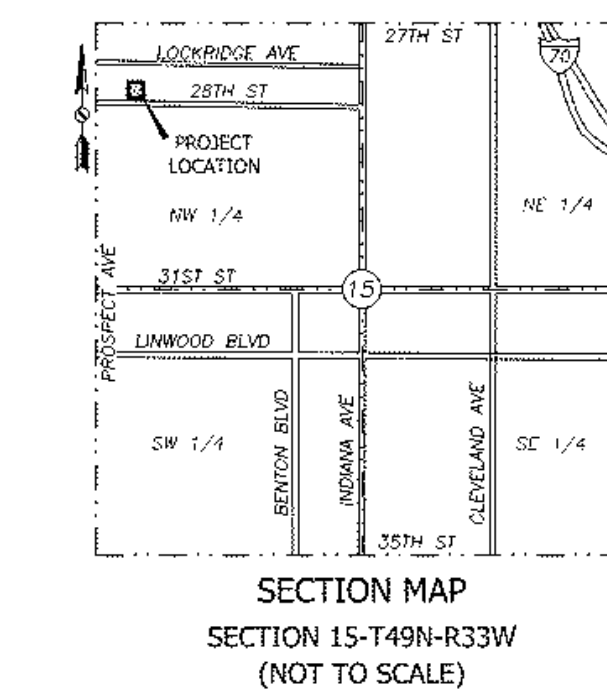 27TH ST
LOCKRIDGE AVE
70
28TH ST
PROJECT
LOCATION
NW 1/4
NE 1/4
PROSPECT AVE
31ST ST
15
LINWOOD BLVD
SW 1/4
BENTON BLVD
INDIANA AVE
CLEVELAND AVE
SE 1/4
35TH ST
SECTION MAP
SECTION 15-T49N-R33W
(NOT TO SCALE)